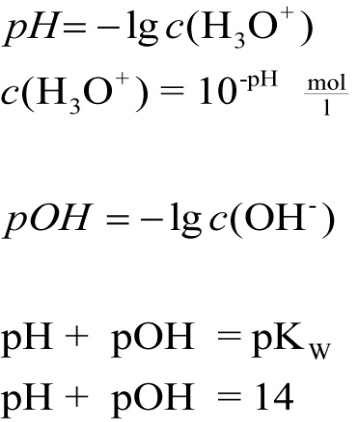 pH= – lg c(H₃O⁺)
c(H₃O⁺) = 10⁻ᵖᴴ mol/l
pOH = – lg c(OH⁻)
pH + pOH = pK_W
pH + pOH = 14